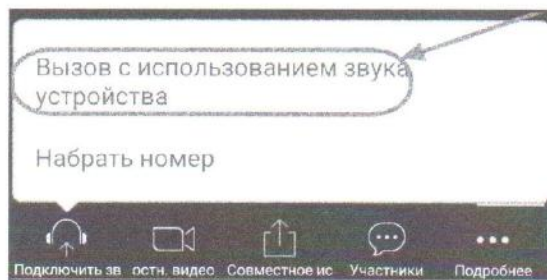 Вызов с использованием звука
устройства
Набрать номер
Подключить зв остн. видео Совместное ис Участники Подробнее